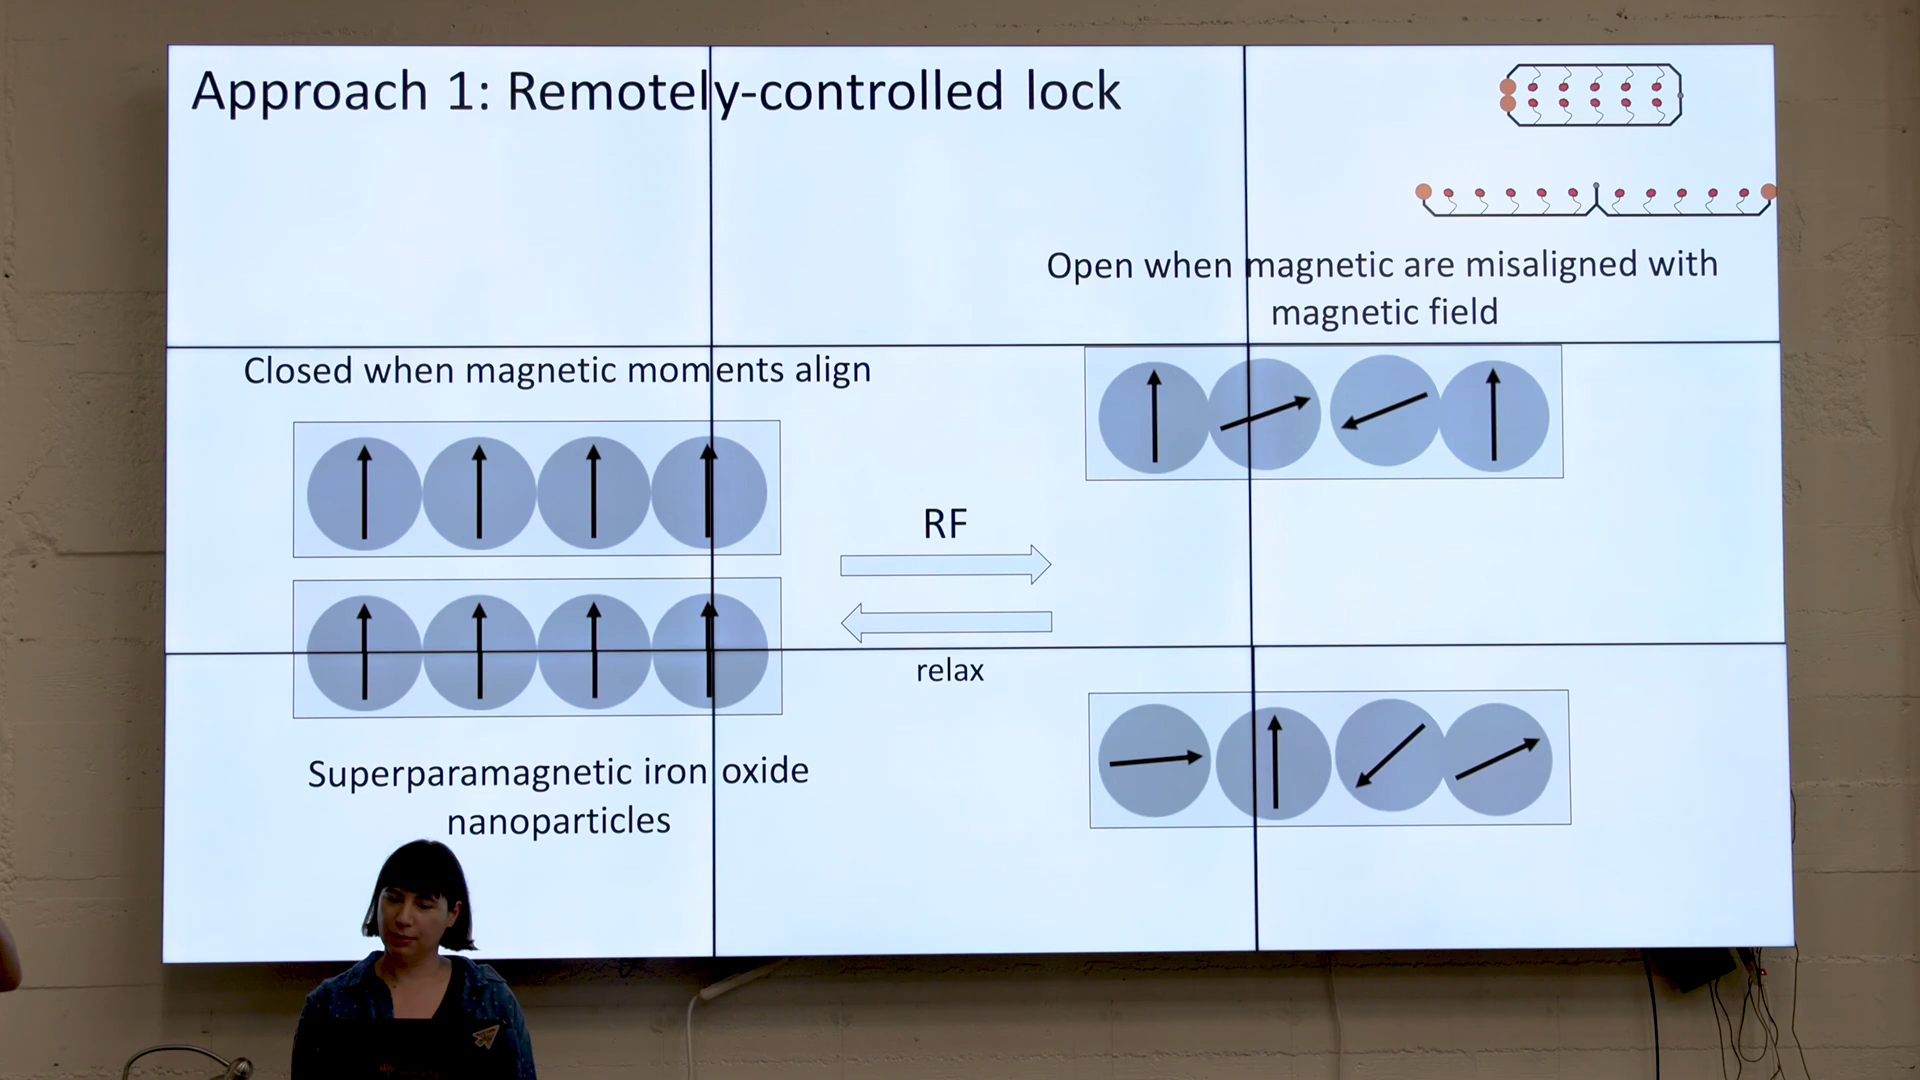 Approach 1: Remotely-controlled lock
Open when magnetic are misaligned with
magnetic field
Closed when magnetic moments align
RF
relax
Superparamagnetic iron oxide
nanoparticles